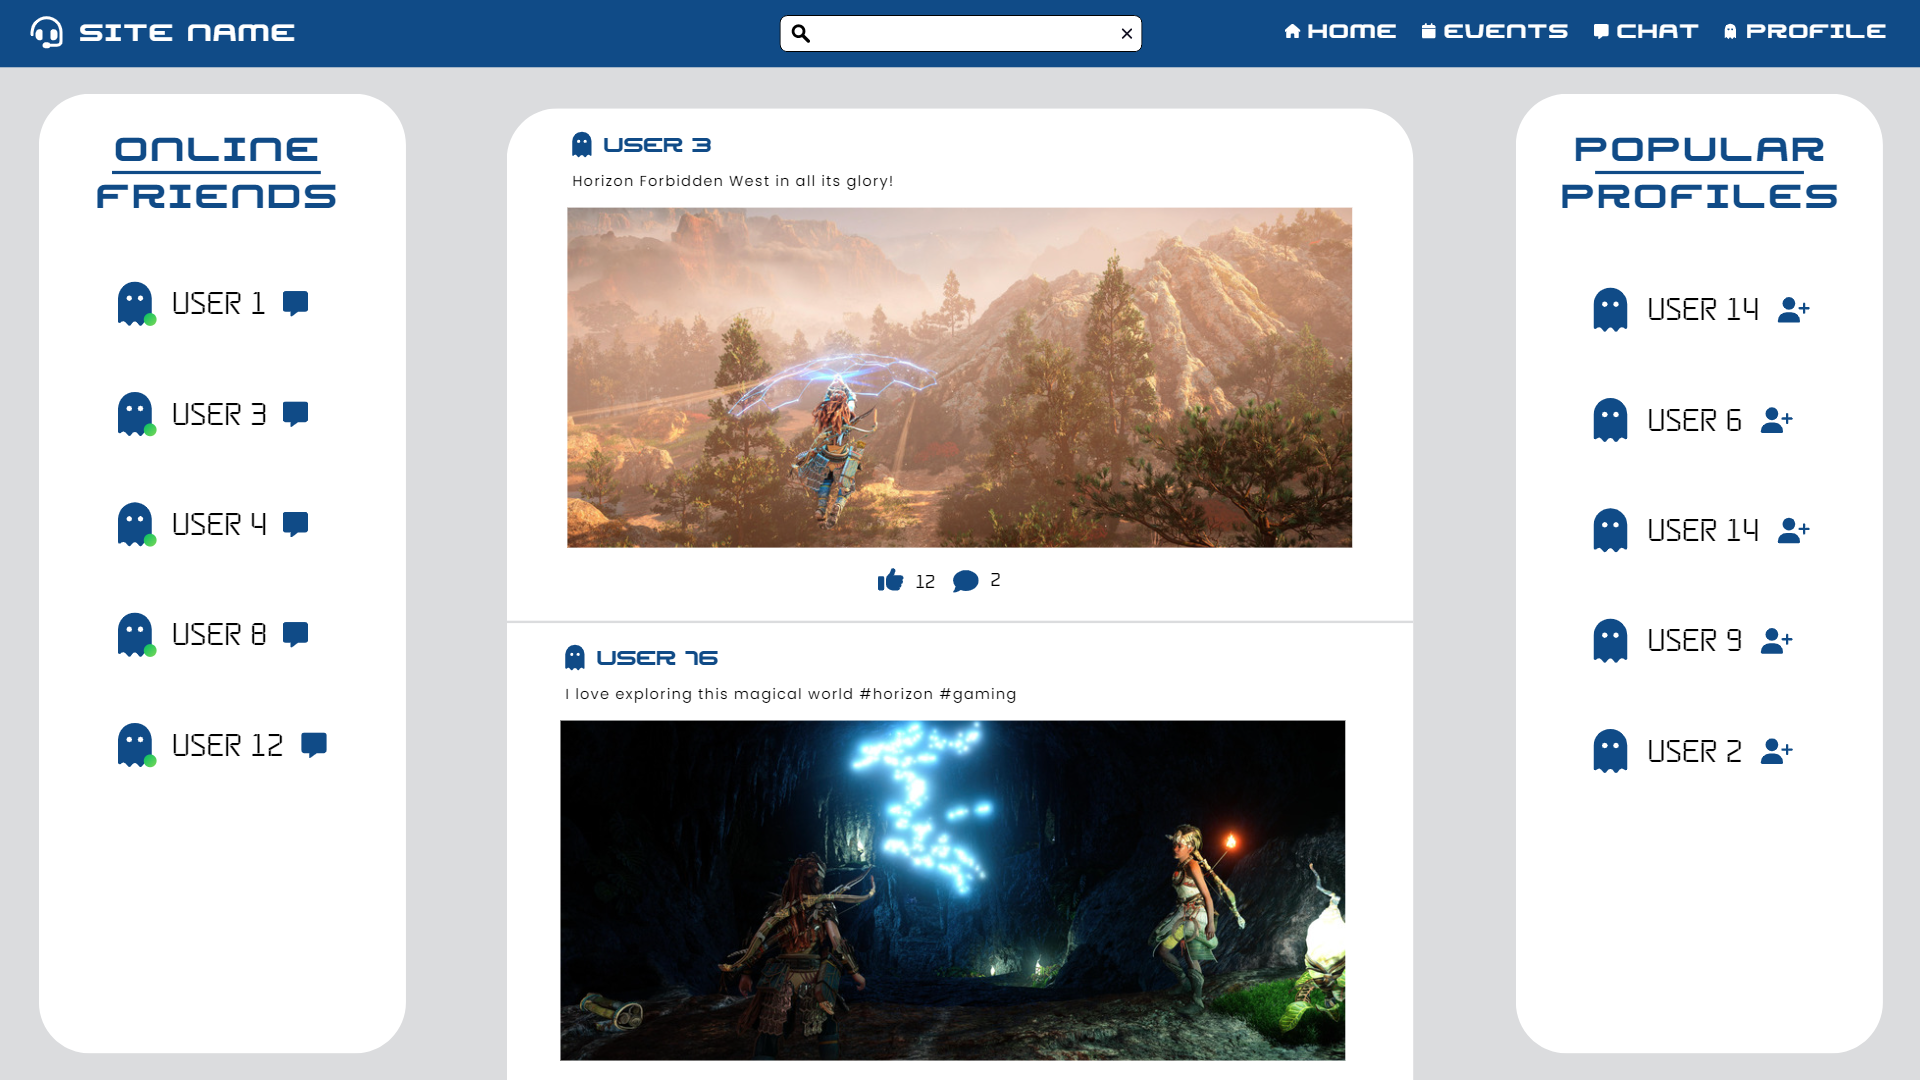 SITE NAME
HOME EVENTS CHAT PROFILE
ONLINE
FRIENDS
USER 1
USER 3
USER 4
USER 8
USER 12
USER 3
Horizon Forbidden West in all its glory!
12 2
USER 16
I love exploring this magical world #horizon #gaming
POPULAR
PROFILES
USER 14
USER 6
USER 14
USER 9
USER 2